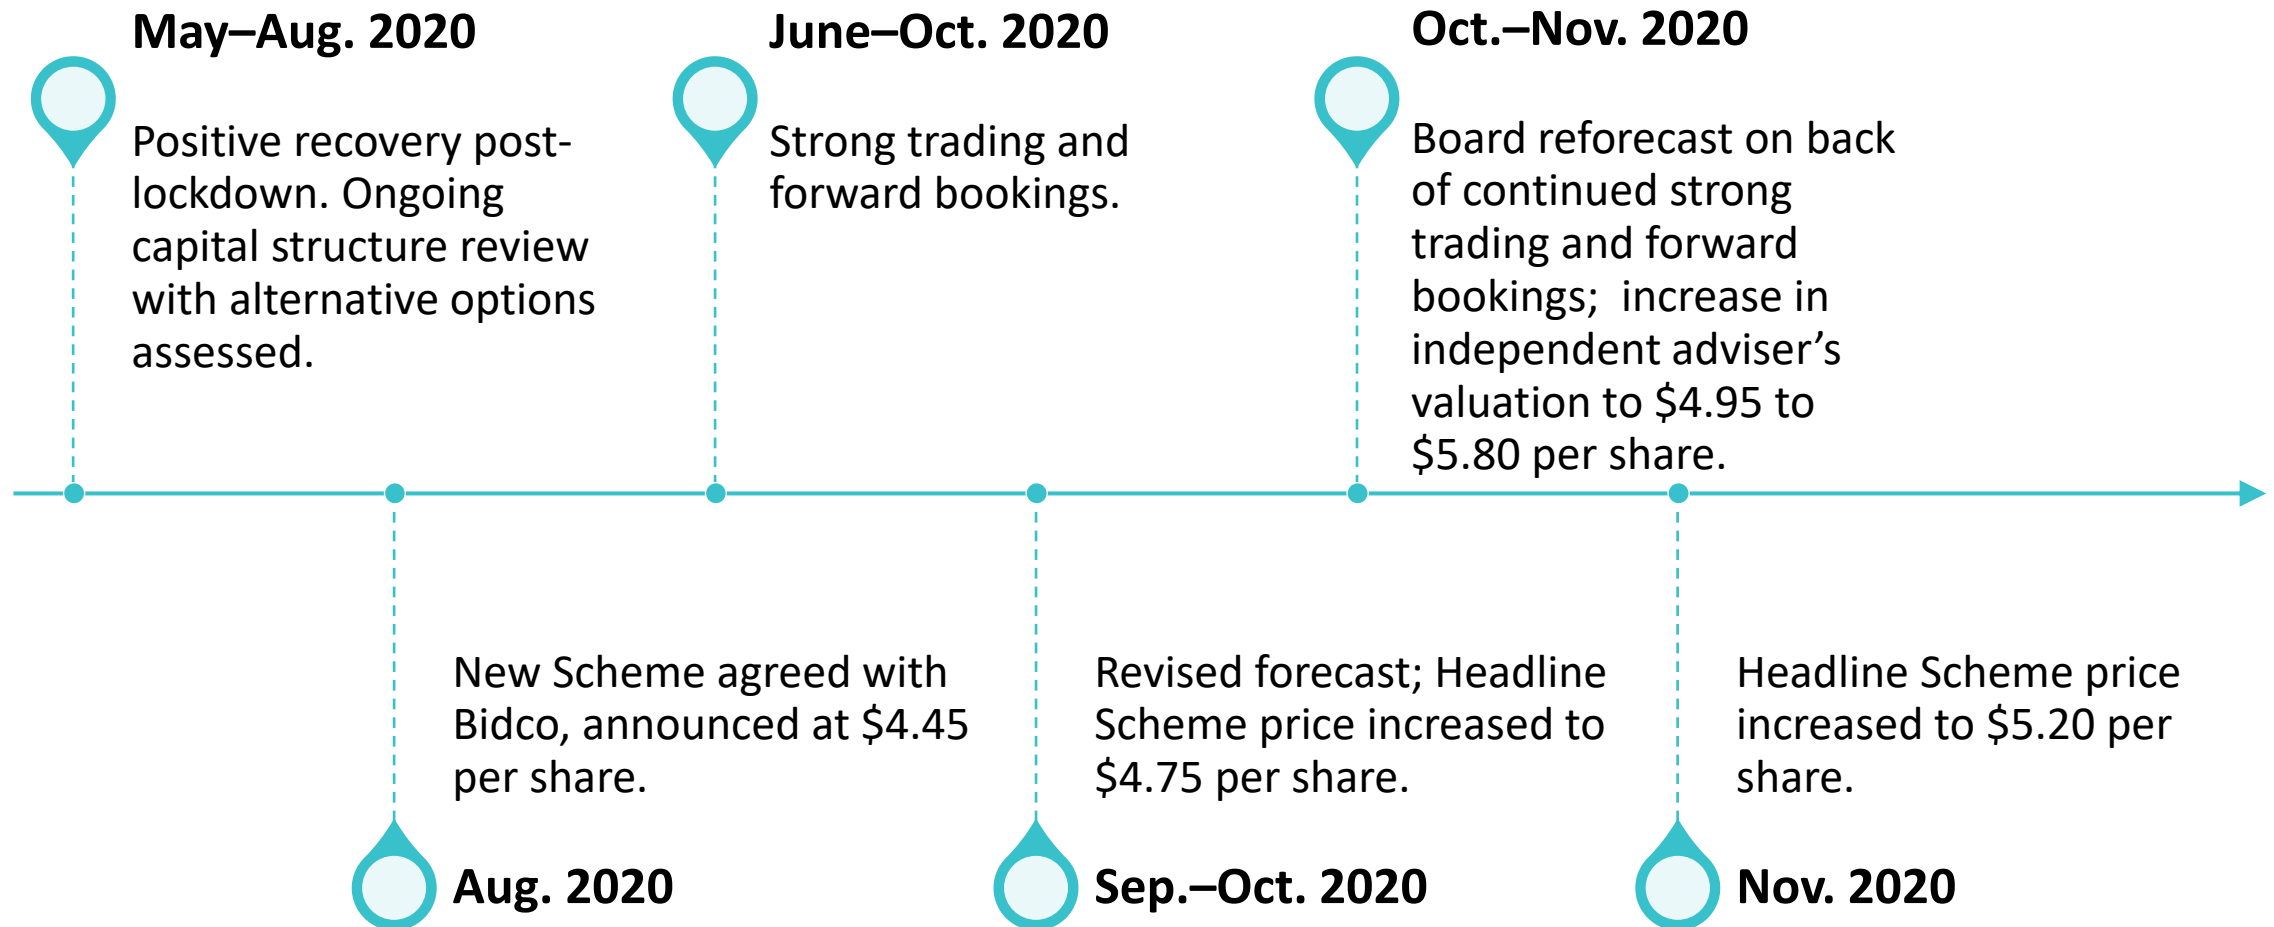 May–Aug. 2020
Positive recovery post-
lockdown. Ongoing
capital structure review
with alternative options
assessed.
New Scheme agreed with
Bidco, announced at $4.45
per share.
Aug. 2020
June–Oct. 2020
Strong trading and
forward bookings.
Revised forecast; Headline
Scheme price increased to
$4.75 per share.
Sep.–Oct. 2020
Oct.–Nov. 2020
Board reforecast on back
of continued strong
trading and forward
bookings;  increase in
independent adviser’s
valuation to $4.95 to
$5.80 per share.
Headline Scheme price
increased to $5.20 per
share.
Nov. 2020